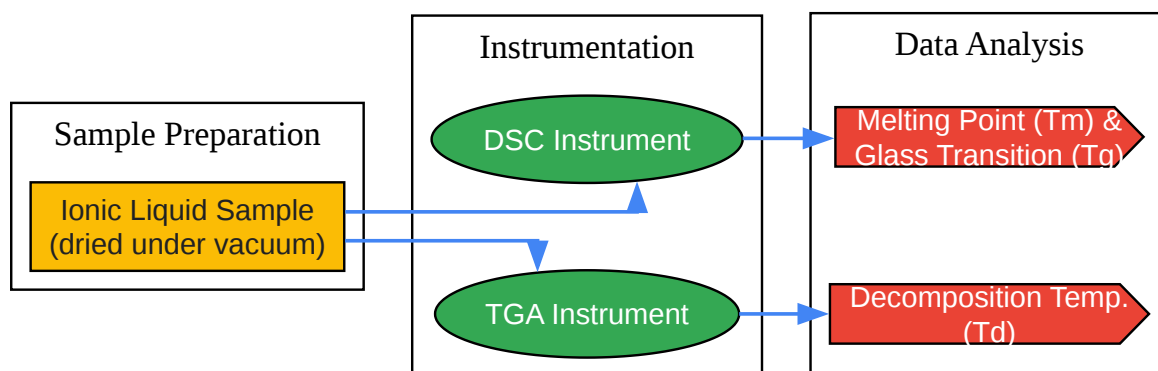 Sample Preparation
Ionic Liquid Sample
(dried under vacuum)
Instrumentation
DSC Instrument
TGA Instrument
Data Analysis
Melting Point (Tm) &
Glass Transition (Tg)
Decomposition Temp.
(Td)